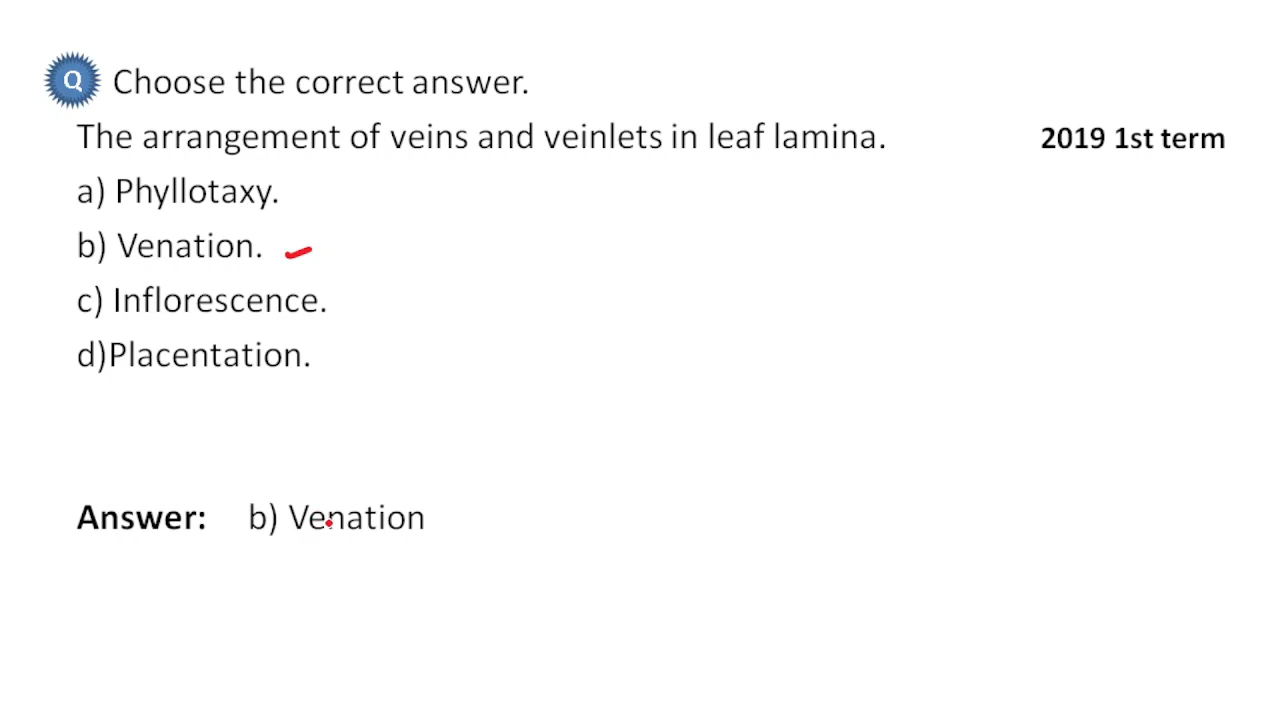 Q Choose the correct answer.
The arrangement of veins and veinlets in leaf lamina. 2019 1st term
a) Phyllotaxy.
b) Venation.
c) Inflorescence.
d)Placentation.
Answer: b) Venation